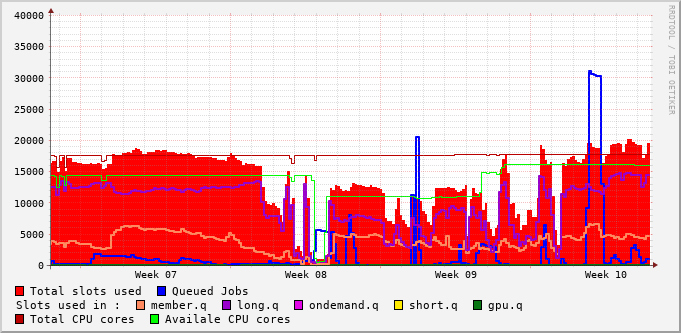 RRDTOOL / TOBI OETIKER
40000
35000
30000
25000
20000
15000
10000
5000
0
Week 07 Week 08 Week 09 Week 10
Total slots used Queued Jobs
Slots used in : member.q long.q ondemand.q short.q gpu.q
Total CPU cores Availale CPU cores